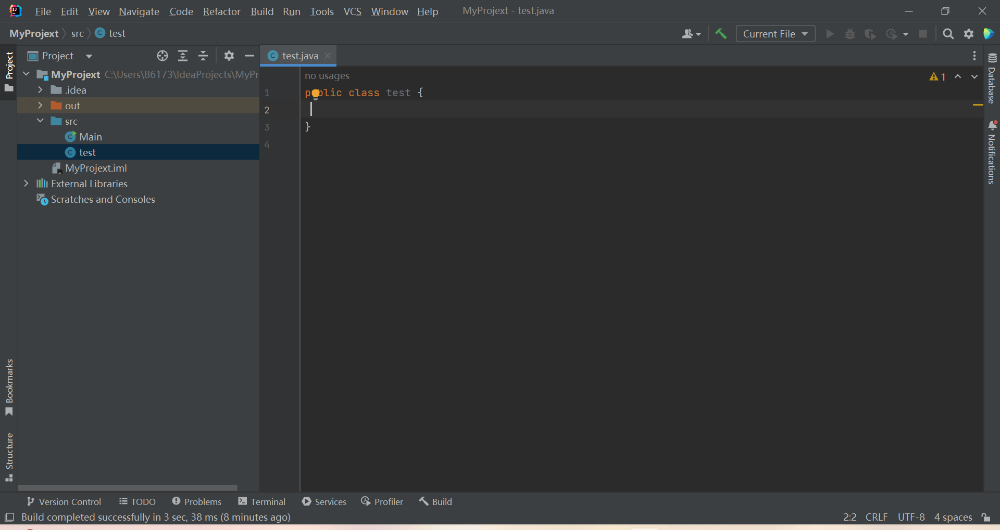 File Edit View Navigate Code Refactor Build Run Tools VCS Window Help MyProjext - test.java
MyProjext src test
Current File
Project
Project
test.java
MyProjext C:\Users\86173\IdeaProjects\MyPr
.idea
out
src
Main
test
MyProjext.iml
External Libraries
Scratches and Consoles
no usages
1
1 public class test {
2
3 }
4
Database
Notifications
Bookmarks
Structure
Version Control TODO Problems Terminal Services Profiler Build
Build completed successfully in 3 sec, 38 ms (8 minutes ago) 2:2 CRLF UTF-8 4 spaces